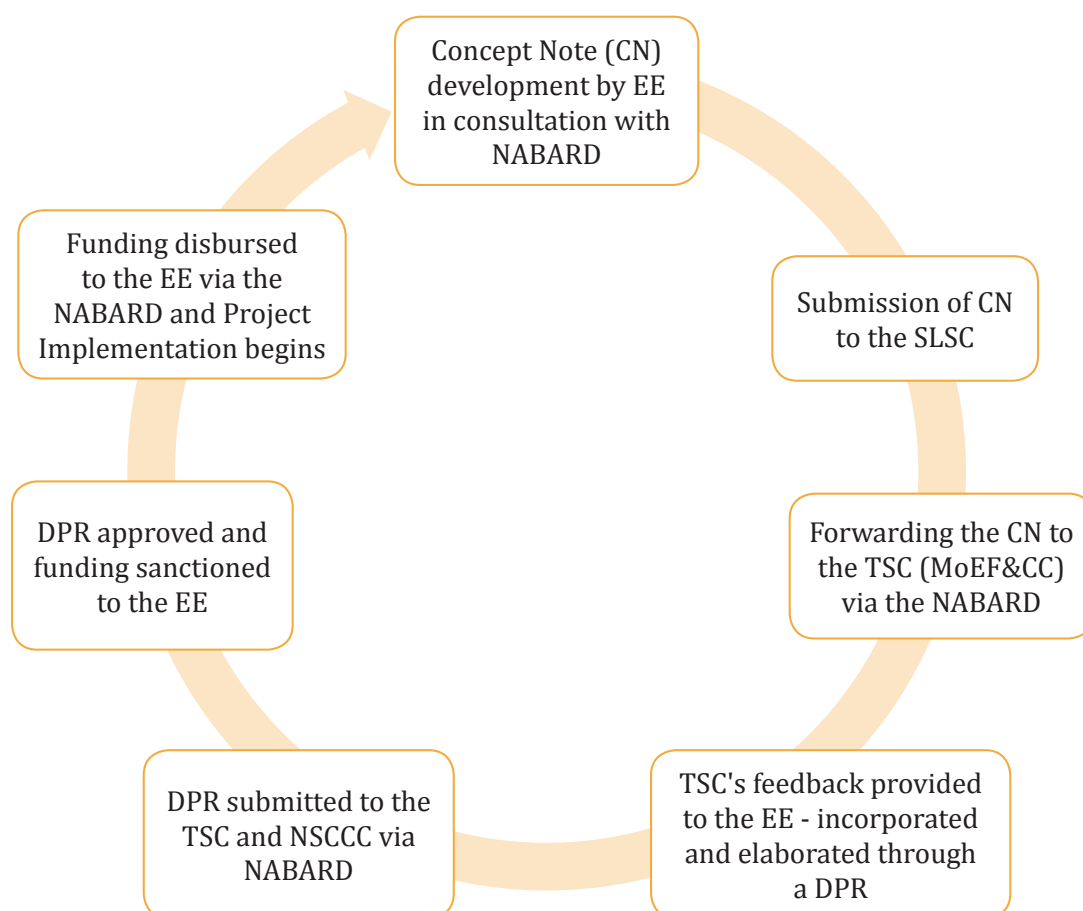 Concept Note (CN)
development by EE
in consultation with
NABARD
Submission of CN
to the SLSC
Forwarding the CN to
the TSC (MoEF&CC)
via the NABARD
TSC's feedback provided
to the EE - incorporated
and elaborated through
a DPR
DPR submitted to the
TSC and NSCCC via
NABARD
DPR approved and
funding sanctioned
to the EE
Funding disbursed
to the EE via the
NABARD and Project
Implementation begins